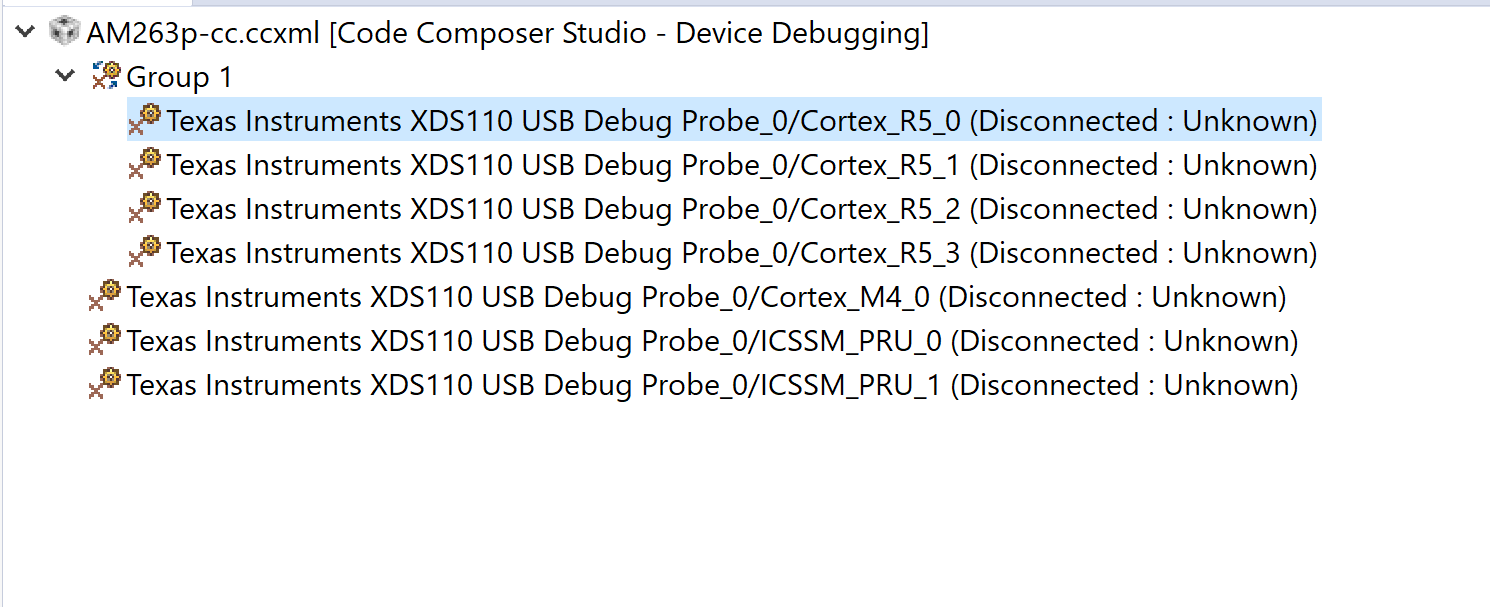 AM263p-cc.ccxml [Code Composer Studio - Device Debugging]
Group 1
Texas Instruments XDS110 USB Debug Probe_0/Cortex_R5_0 (Disconnected : Unknown)
Texas Instruments XDS110 USB Debug Probe_0/Cortex_R5_1 (Disconnected : Unknown)
Texas Instruments XDS110 USB Debug Probe_0/Cortex_R5_2 (Disconnected : Unknown)
Texas Instruments XDS110 USB Debug Probe_0/Cortex_R5_3 (Disconnected : Unknown)
Texas Instruments XDS110 USB Debug Probe_0/Cortex_M4_0 (Disconnected : Unknown)
Texas Instruments XDS110 USB Debug Probe_0/ICSSM_PRU_0 (Disconnected : Unknown)
Texas Instruments XDS110 USB Debug Probe_0/ICSSM_PRU_1 (Disconnected : Unknown)